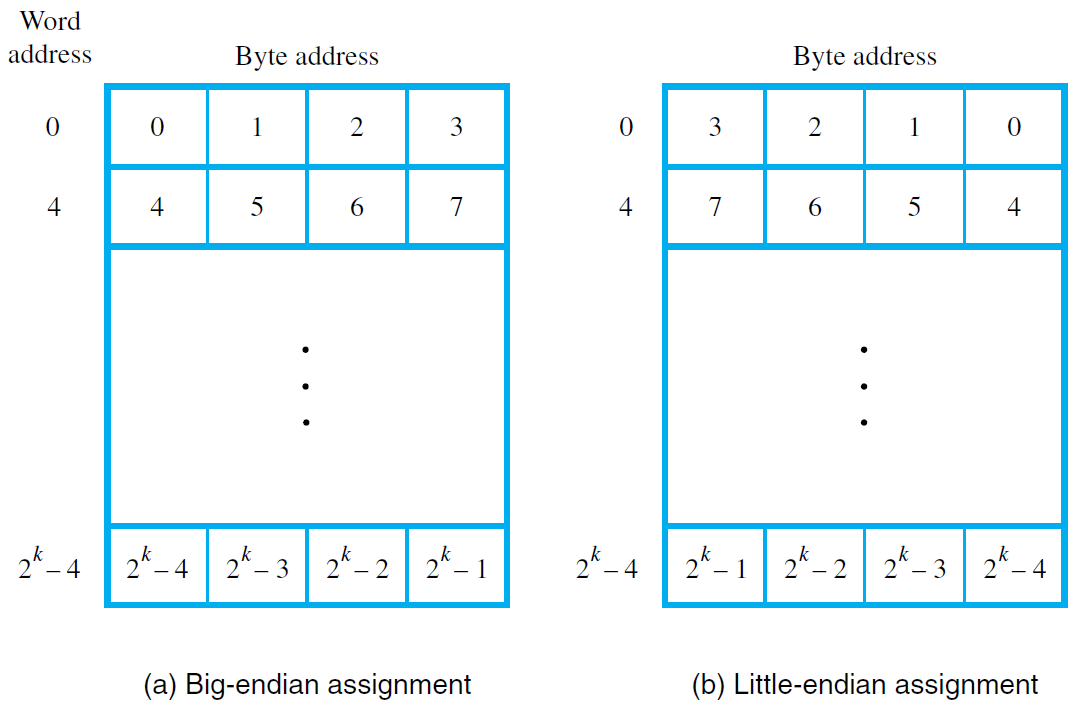 Word
address
Byte address
Byte address
0
0 1 2 3
0
3 2 1 0
4
4 5 6 7
4
7 6 5 4
2^k – 4
2^k – 4 2^k – 3 2^k – 2 2^k – 1
2^k – 4
2^k – 1 2^k – 2 2^k – 3 2^k – 4
(a) Big-endian assignment
(b) Little-endian assignment